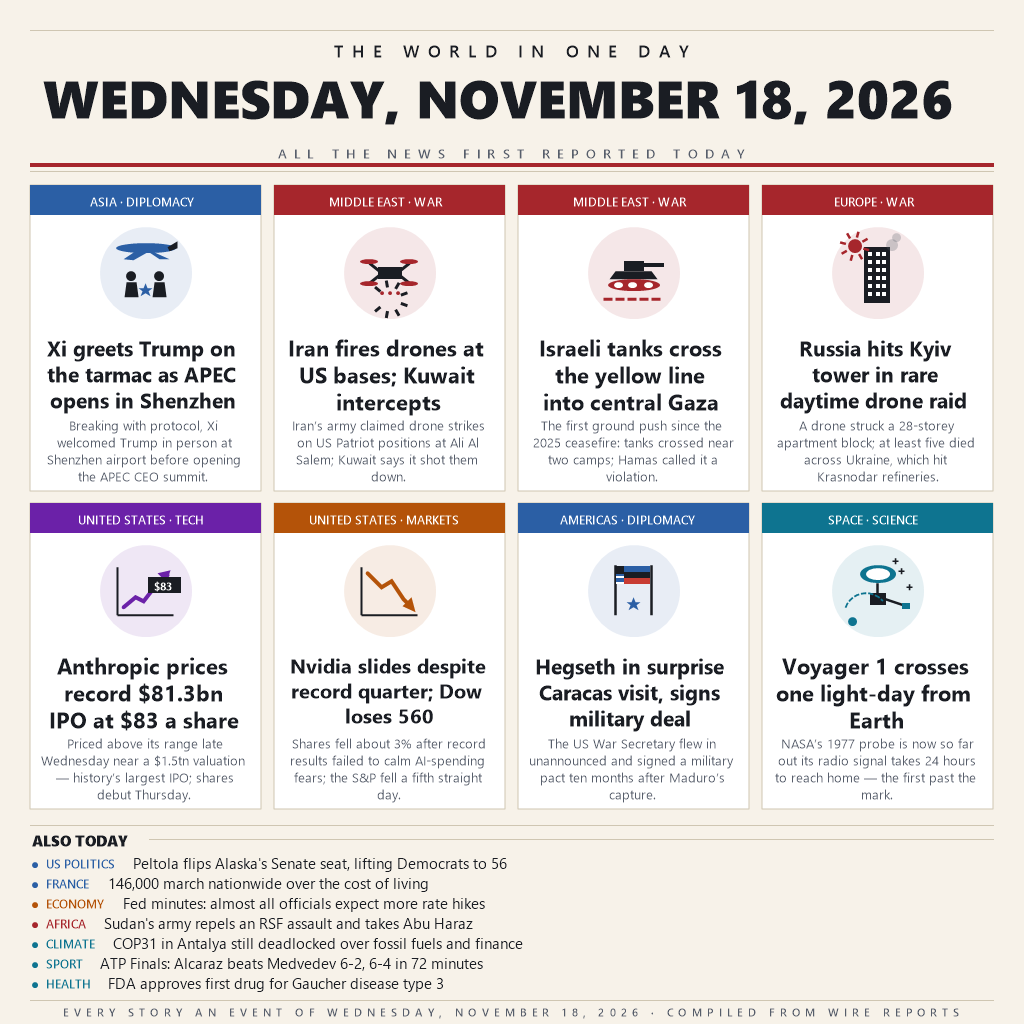 THE WORLD IN ONE DAY
WEDNESDAY, NOVEMBER 18, 2026
ALL THE NEWS FIRST REPORTED TODAY
ASIA · DIPLOMACY
Xi greets Trump on
the tarmac as APEC
opens in Shenzhen
Breaking with protocol, Xi
welcomed Trump in person at
Shenzhen airport before opening
the APEC CEO summit.
MIDDLE EAST · WAR
Iran fires drones at
US bases; Kuwait
intercepts
Iran's army claimed drone strikes
on US Patriot positions at Ali Al
Salem; Kuwait says it shot them
down.
MIDDLE EAST · WAR
Israeli tanks cross
the yellow line
into central Gaza
The first ground push since the
2025 ceasefire: tanks crossed near
two camps; Hamas called it a
violation.
EUROPE · WAR
Russia hits Kyiv
tower in rare
daytime drone raid
A drone struck a 28-storey
apartment block; at least five died
across Ukraine, which hit
Krasnodar refineries.
UNITED STATES · TECH
$83
Anthropic prices
record $81.3bn
IPO at $83 a share
Priced above its range late
Wednesday near a $1.5tn valuation
— history's largest IPO; shares
debut Thursday.
UNITED STATES · MARKETS
Nvidia slides despite
record quarter; Dow
loses 560
Shares fell about 3% after record
results failed to calm AI-spending
fears; the S&P fell a fifth straight
day.
AMERICAS · DIPLOMACY
Hegseth in surprise
Caracas visit, signs
military deal
The US War Secretary flew in
unannounced and signed a military
pact ten months after Maduro's
capture.
SPACE · SCIENCE
Voyager 1 crosses
one light-day from
Earth
NASA's 1977 probe is now so far
out its radio signal takes 24 hours
to reach home — the first past the
mark.
ALSO TODAY
US POLITICS Peltola flips Alaska's Senate seat, lifting Democrats to 56
FRANCE 146,000 march nationwide over the cost of living
ECONOMY Fed minutes: almost all officials expect more rate hikes
AFRICA Sudan's army repels an RSF assault and takes Abu Haraz
CLIMATE COP31 in Antalya still deadlocked over fossil fuels and finance
SPORT ATP Finals: Alcaraz beats Medvedev 6-2, 6-4 in 72 minutes
HEALTH FDA approves first drug for Gaucher disease type 3
EVERY STORY AN EVENT OF WEDNESDAY, NOVEMBER 18, 2026 · COMPILED FROM WIRE REPORTS